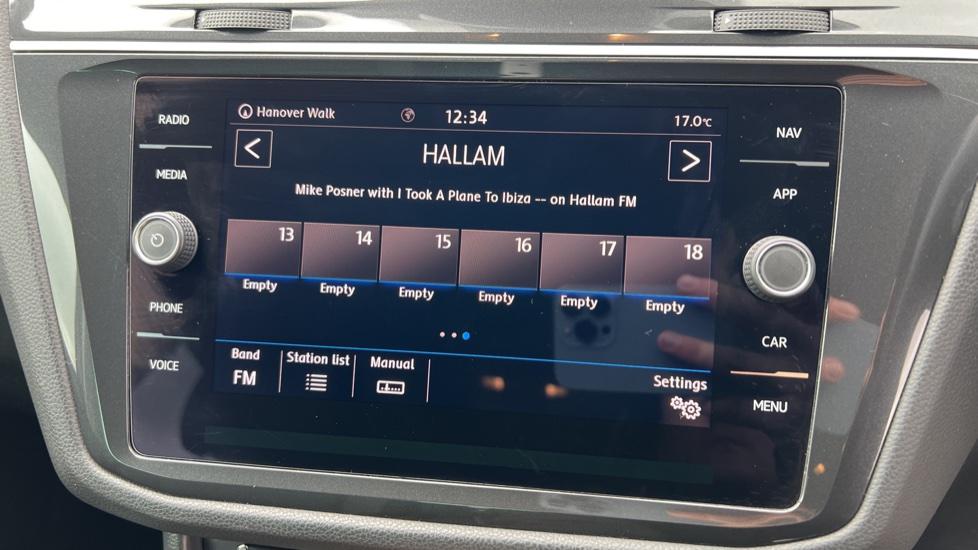 RADIO
MEDIA
PHONE
VOICE
Hanover Walk 12:34 17.0°C
< HALLAM >
Mike Posner with I Took A Plane To Ibiza -- on Hallam FM
13 14 15 16 17 18
Empty Empty Empty Empty Empty Empty
Band Station list Manual Settings
FM
NAV
APP
CAR
MENU